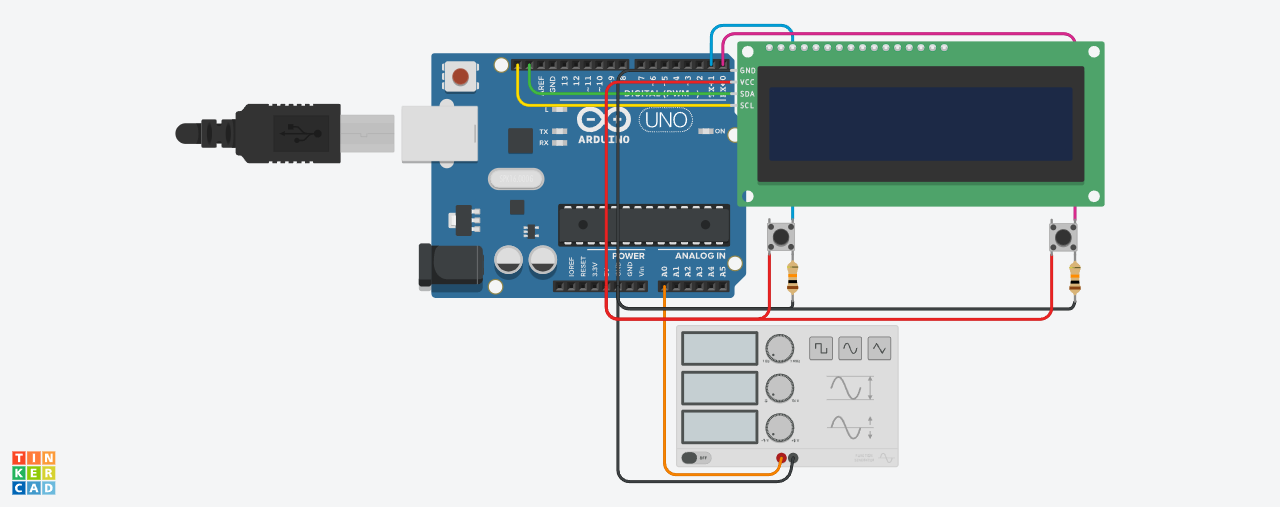 GND
VCC
SDA
SCL
AREF
GND
13
12
~11
~10
~9
8
7
~6
~5
4
~3
2
TX→1
RX←0
DIGITAL (PWM~)
L
TX
RX
ARDUINO
UNO
ON
POWER
ANALOG IN
IOREF
RESET
3.3V
GND
Vin
A0
A1
A2
A3
A4
A5
OFF
TIN
KER
CAD